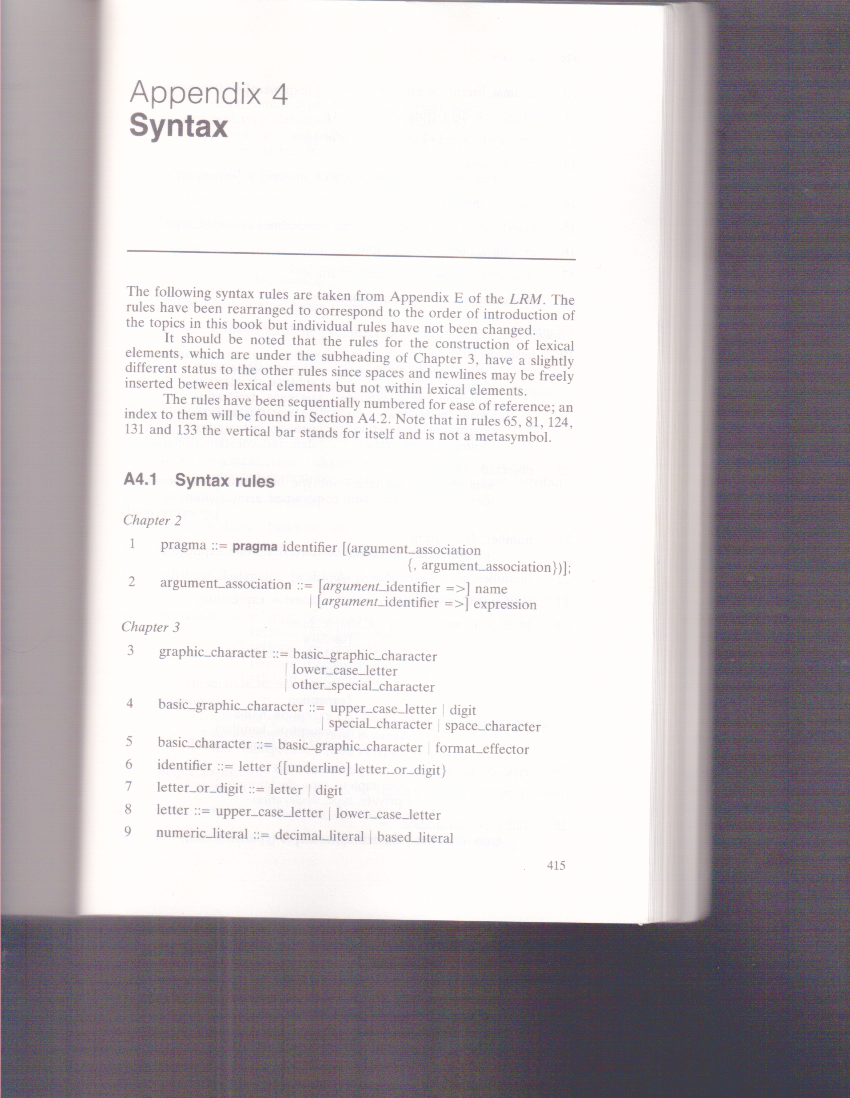 Appendix 4
Syntax
The following syntax rules are taken from Appendix E of the LRM. The
rules have been rearranged to correspond to the order of introduction of
the topics in this book but individual rules have not been changed.
It should be noted that the rules for the construction of lexical
elements, which are under the subheading of Chapter 3, have a slightly
different status to the other rules since spaces and newlines may be freely
inserted between lexical elements but not within lexical elements.
The rules have been sequentially numbered for ease of reference; an
index to them will be found in Section A4.2. Note that in rules 65, 81, 124,
131 and 133 the vertical bar stands for itself and is not a metasymbol.
A4.1 Syntax rules
Chapter 2
1 pragma ::= pragma identifier [(argument_association
{, argument_association})];
2 argument_association ::= [argument_identifier =>] name
| [argument_identifier =>] expression
Chapter 3
3 graphic_character ::= basic_graphic_character
| lower_case_letter
| other_special_character
4 basic_graphic_character ::= upper_case_letter | digit
| special_character | space_character
5 basic_character ::= basic_graphic_character | format_effector
6 identifier ::= letter {[underline] letter_or_digit}
7 letter_or_digit ::= letter | digit
8 letter ::= upper_case_letter | lower_case_letter
9 numeric_literal ::= decimal_literal | based_literal
415